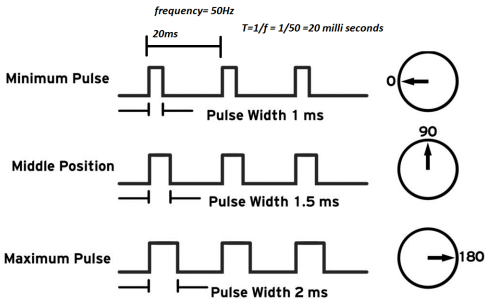 frequency= 50Hz
20ms
T=1/f = 1/50 =20 milli seconds
Minimum Pulse
0
Pulse Width 1 ms
90
Middle Position
Pulse Width 1.5 ms
Maximum Pulse
180
Pulse Width 2 ms